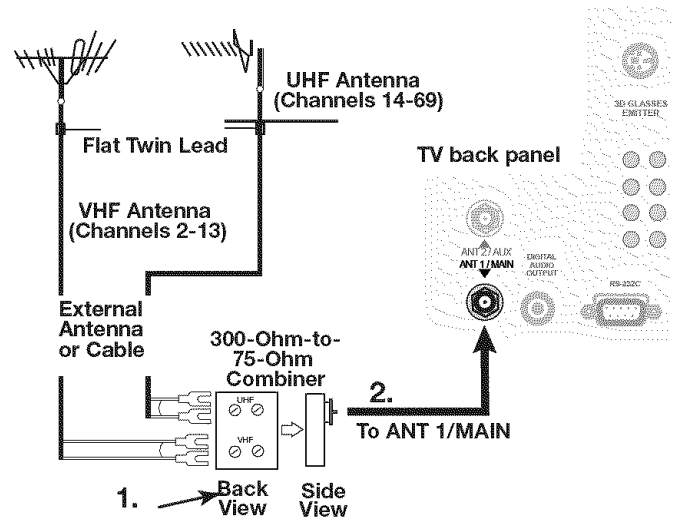 UHF Antenna
(Channels 14-69)
3D GLASSES
EMITTER
Flat Twin Lead
TV back panel
VHF Antenna
(Channels 2-13)
ANT 2 / AUX
ANT 1 / MAIN
DIGITAL
AUDIO
OUTPUT
RS-232C
External
Antenna
or Cable
300-Ohm-to-
75-Ohm
Combiner
UHF
VHF
2.
To ANT 1/MAIN
1.
Back
View
Side
View